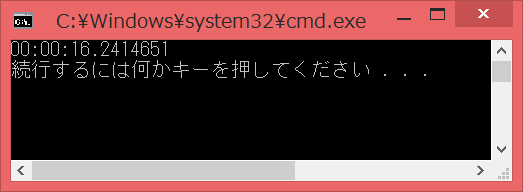 C:¥Windows¥system32¥cmd.exe
00:00:16.2414651
続行するには何かキーを押してください . . .